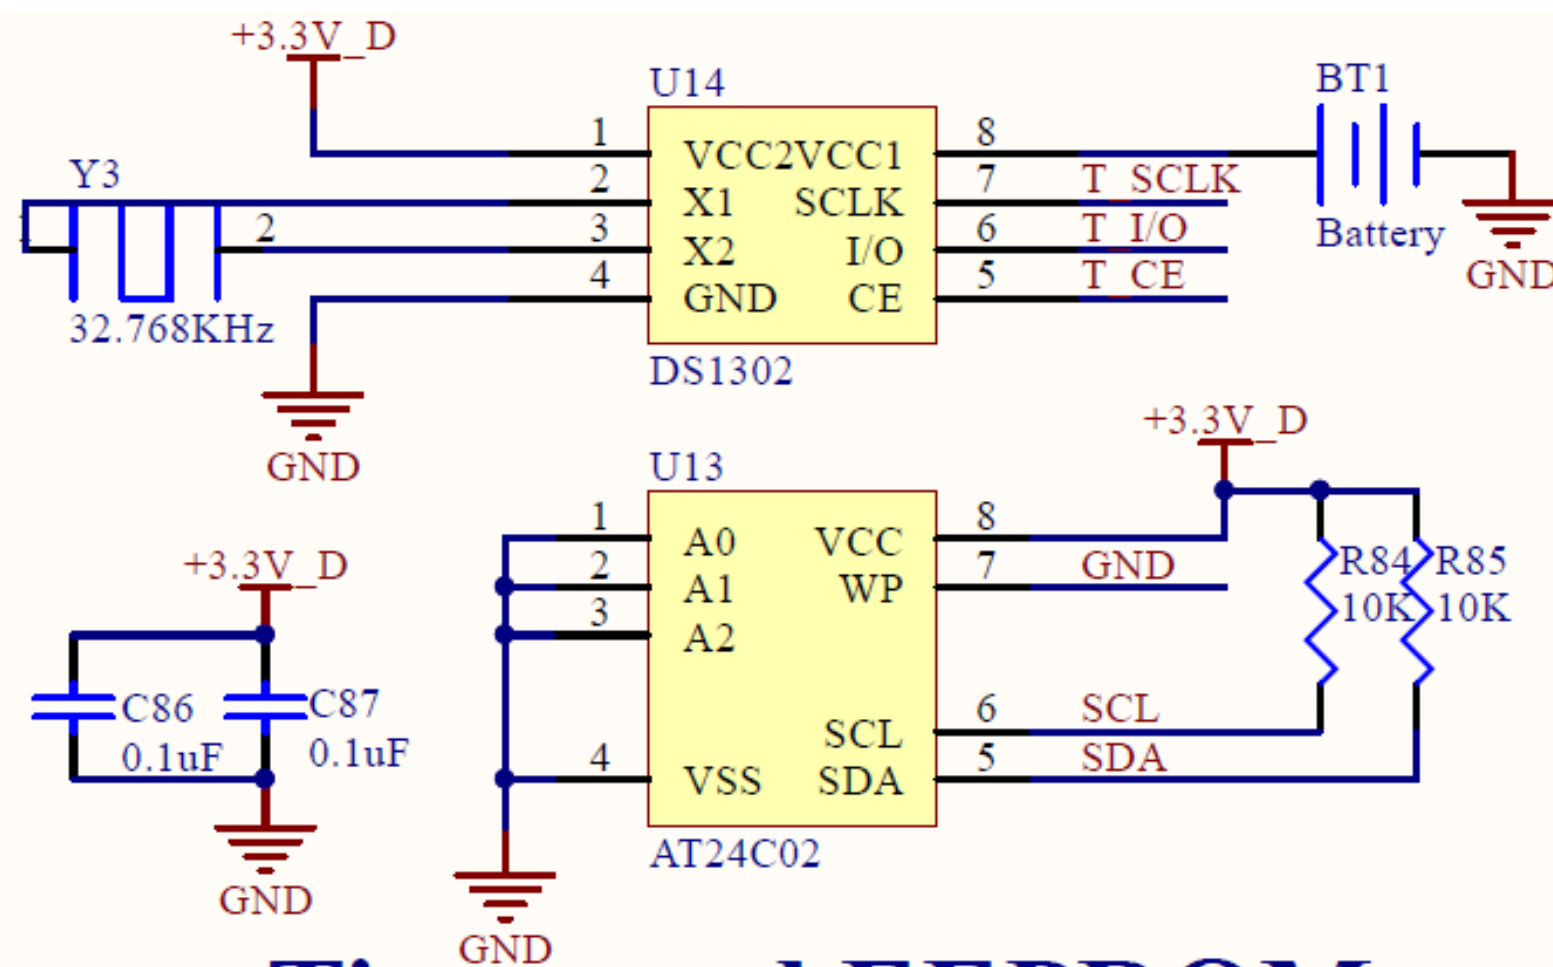 +3.3V_D
U14
BT1
1
VCC2VCC1
8
Y3
2
X1
SCLK
7
T_SCLK
1
2
3
X2
I/O
6
T_I/O
Battery
4
GND
CE
5
T_CE
GND
32.768KHz
DS1302
GND
+3.3V_D
U13
1
A0
VCC
8
+3.3V_D
2
A1
WP
7
GND
R84
R85
3
A2
10K
10K
C86
C87
SCL
6
SCL
0.1uF
0.1uF
4
VSS
SDA
5
SDA
AT24C02
GND
GND